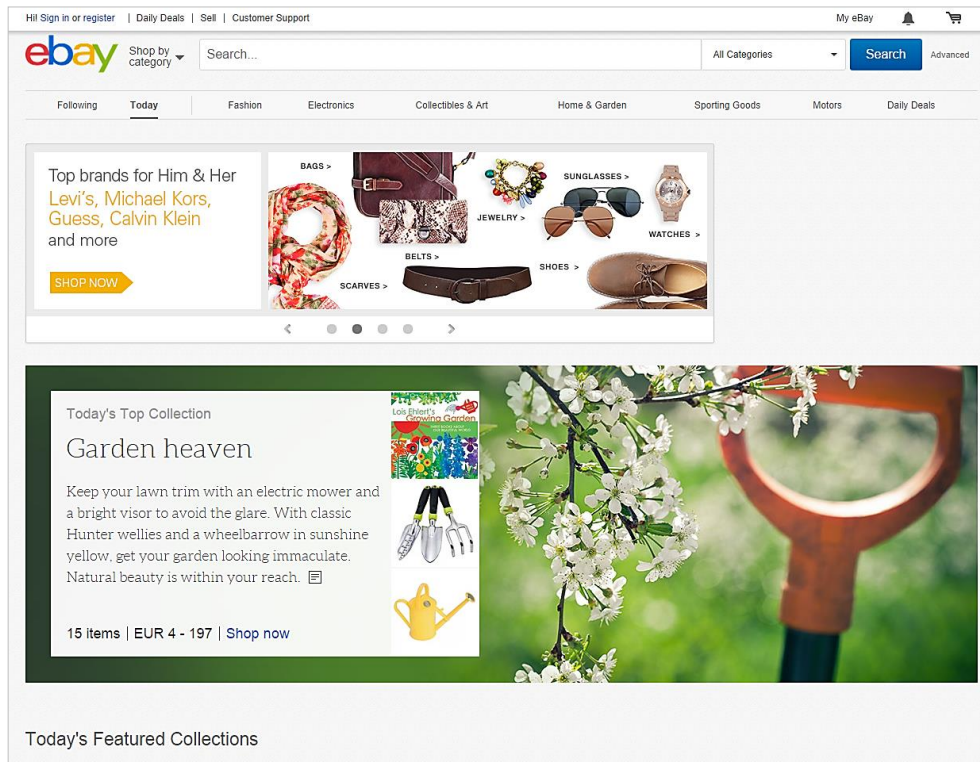 Hi! Sign in or register | Daily Deals | Sell | Customer Support
My eBay
ebay
Shop by
category
Search...
All Categories
Search
Advanced
Following
Today
Fashion
Electronics
Collectibles & Art
Home & Garden
Sporting Goods
Motors
Daily Deals
Top brands for Him & Her
Levi's, Michael Kors,
Guess, Calvin Klein
and more
SHOP NOW
BAGS >
SUNGLASSES >
JEWELRY >
WATCHES >
BELTS >
SHOES >
SCARVES >
Today's Top Collection
Garden heaven
Keep your lawn trim with an electric mower and
a bright visor to avoid the glare. With classic
Hunter wellies and a wheelbarrow in sunshine
yellow, get your garden looking immaculate.
Natural beauty is within your reach.
15 items | EUR 4 - 197 | Shop now
Lois Ehlert's
Growing Garden
Today's Featured Collections